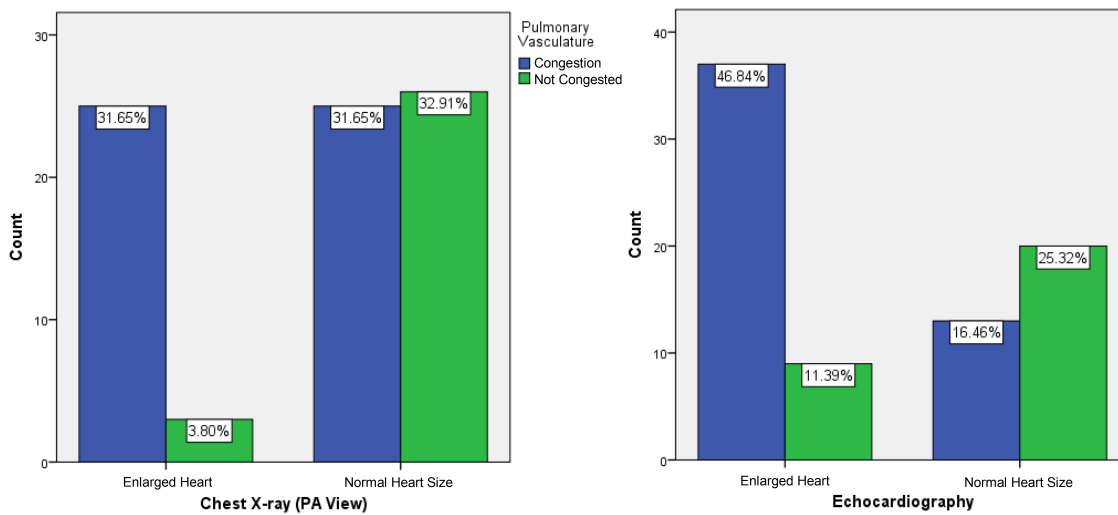 30
20
10
0
Count
31.65%
3.80%
31.65%
32.91%
Enlarged Heart
Normal Heart Size
Chest X-ray (PA View)
Pulmonary
Vasculature
Congestion
Not Congested
40
30
20
10
0
Count
46.84%
11.39%
16.46%
25.32%
Enlarged Heart
Normal Heart Size
Echocardiography